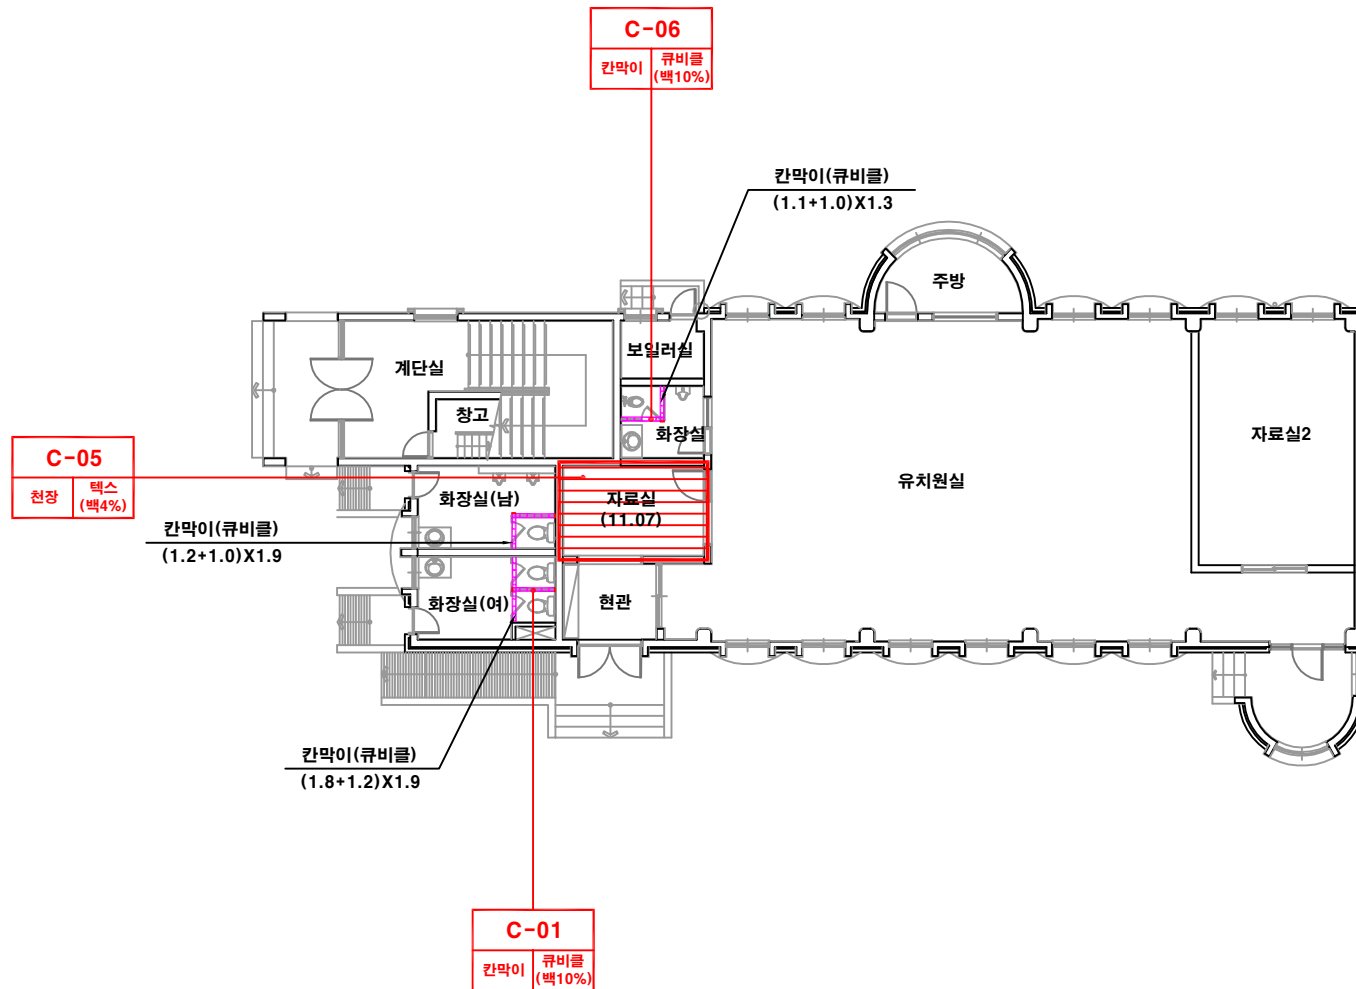 C-06
칸막이
큐비클
(백10%)
칸막이(큐비클)
(1.1+1.0)X1.3
주방
보일러실
계단실
창고
화장실
자료실2
C-05
천장
텍스
(백4%)
유치원실
화장실(남)
자료실
(11.07)
칸막이(큐비클)
(1.2+1.0)X1.9
화장실(여)
현관
칸막이(큐비클)
(1.8+1.2)X1.9
C-01
칸막이
큐비클
(백10%)